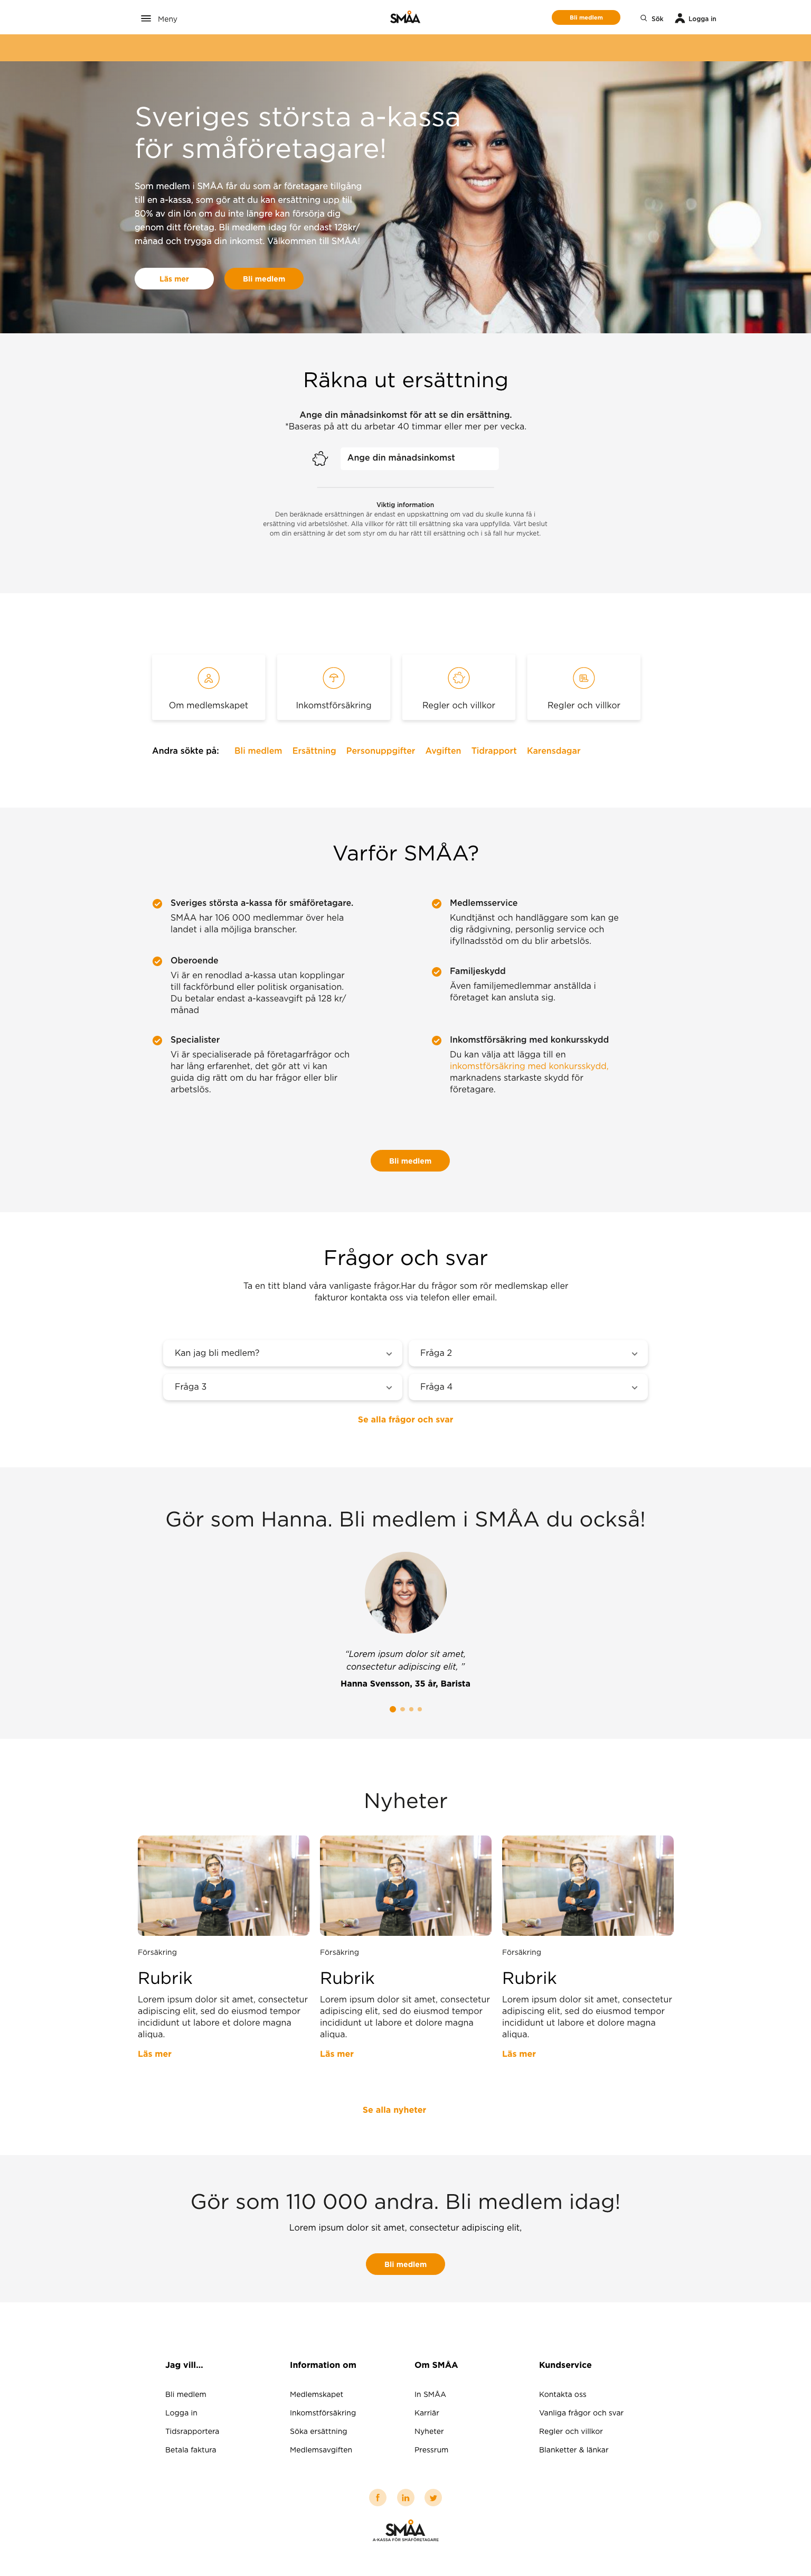 Meny
SMÅA
Bli medlem
Sök
Logga in
Sveriges största a-kassa
för småföretagare!
Som medlem i SMÅA får du som är företagare tillgång
till en a-kassa, som gör att du kan ersättning upp till
80% av din lön om du inte längre kan försörja dig
genom ditt företag. Bli medlem idag för endast 128kr/
månad och trygga din inkomst. Välkommen till SMÅA!
Läs mer
Bli medlem
Räkna ut ersättning
Ange din månadsinkomst för att se din ersättning.
*Baseras på att du arbetar 40 timmar eller mer per vecka.
Ange din månadsinkomst
Viktig information
Den beräknade ersättningen är endast en uppskattning om vad du skulle kunna få i
ersättning vid arbetslöshet. Alla villkor för rätt till ersättning ska vara uppfyllda. Vårt beslut
om din ersättning är det som styr om du har rätt till ersättning och i så fall hur mycket.
Om medlemskapet
Inkomstförsäkring
Regler och villkor
Regler och villkor
Andra sökte på: Bli medlem Ersättning Personuppgifter Avgiften Tidrapport Karensdagar
Varför SMÅA?
Sveriges största a-kassa för småföretagare.
SMÅA har 106 000 medlemmar över hela
landet i alla möjliga branscher.
Oberoende
Vi är en renodlad a-kassa utan kopplingar
till fackförbund eller politisk organisation.
Du betalar endast a-kasseavgift på 128 kr/
månad
Specialister
Vi är specialiserade på företagarfrågor och
har lång erfarenhet, det gör att vi kan
guida dig rätt om du har frågor eller blir
arbetslös.
Medlemsservice
Kundtjänst och handläggare som kan ge
dig rådgivning, personlig service och
ifyllnadsstöd om du blir arbetslös.
Familjeskydd
Även familjemedlemmar anställda i
företaget kan ansluta sig.
Inkomstförsäkring med konkursskydd
Du kan välja att lägga till en
inkomstförsäkring med konkursskydd,
marknadens starkaste skydd för
företagare.
Bli medlem
Frågor och svar
Ta en titt bland våra vanligaste frågor.Har du frågor som rör medlemskap eller
fakturor kontakta oss via telefon eller email.
Kan jag bli medlem?
Fråga 2
Fråga 3
Fråga 4
Se alla frågor och svar
Gör som Hanna. Bli medlem i SMÅA du också!
"Lorem ipsum dolor sit amet,
consectetur adipiscing elit, "
Hanna Svensson, 35 år, Barista
Nyheter
Försäkring
Rubrik
Lorem ipsum dolor sit amet, consectetur
adipiscing elit, sed do eiusmod tempor
incididunt ut labore et dolore magna
aliqua.
Läs mer
Försäkring
Rubrik
Lorem ipsum dolor sit amet, consectetur
adipiscing elit, sed do eiusmod tempor
incididunt ut labore et dolore magna
aliqua.
Läs mer
Försäkring
Rubrik
Lorem ipsum dolor sit amet, consectetur
adipiscing elit, sed do eiusmod tempor
incididunt ut labore et dolore magna
aliqua.
Läs mer
Se alla nyheter
Gör som 110 000 andra. Bli medlem idag!
Lorem ipsum dolor sit amet, consectetur adipiscing elit,
Bli medlem
Jag vill...
Bli medlem
Logga in
Tidsrapportera
Betala faktura
Information om
Medlemskapet
Inkomstförsäkring
Söka ersättning
Medlemsavgiften
Om SMÅA
In SMÅA
Karriär
Nyheter
Pressrum
Kundservice
Kontakta oss
Vanliga frågor och svar
Regler och villkor
Blanketter & länkar
f
in
SMÅA
A-KASSA FÖR SMÅFÖRETAGARE